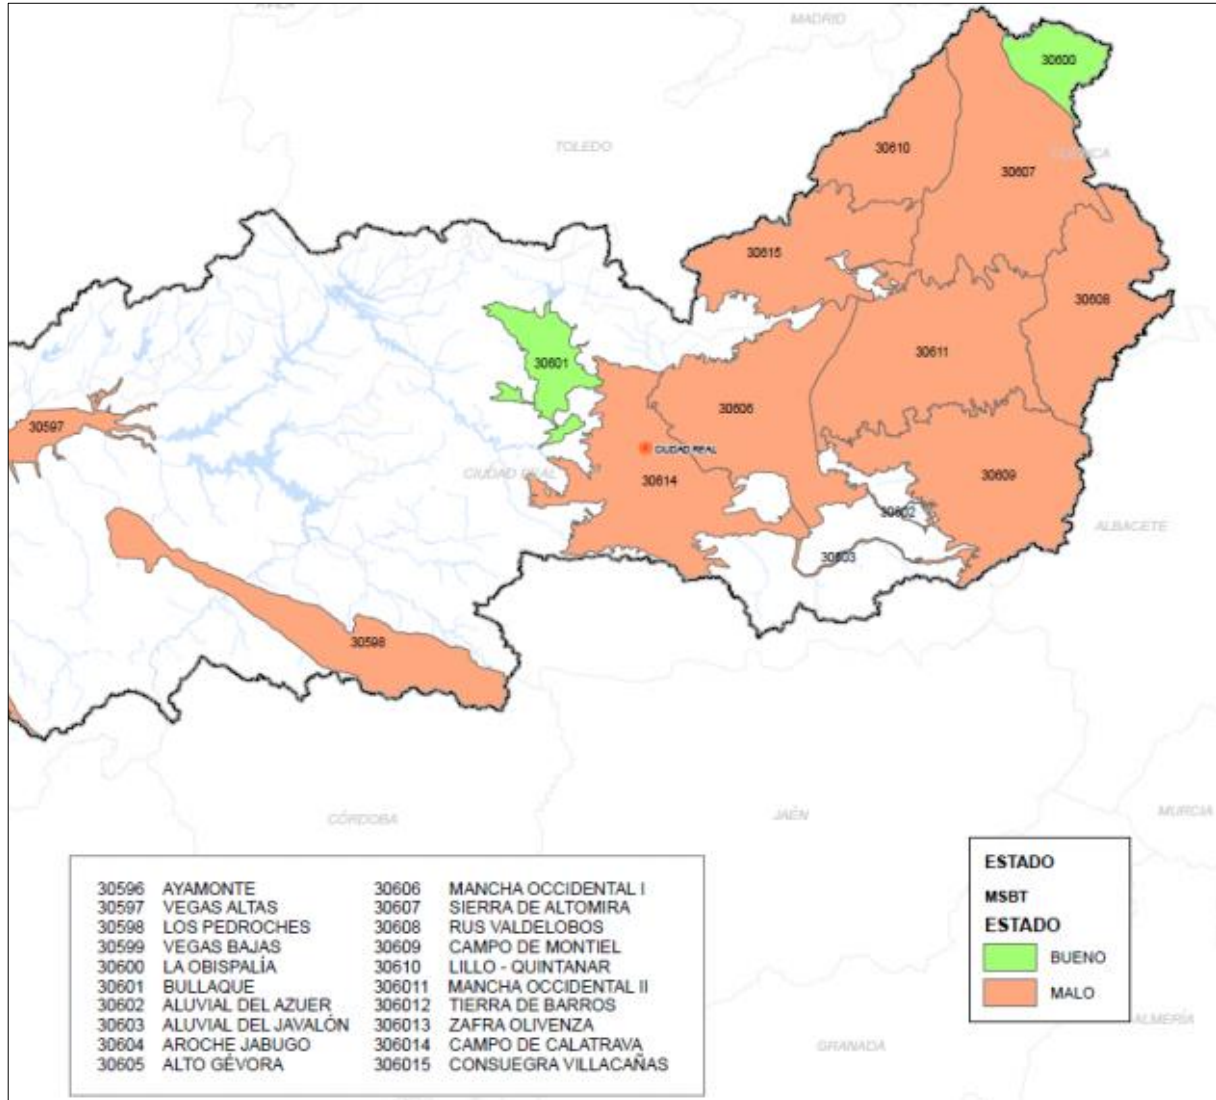 MADRID
30600
TOLEDO
30610
CUENCA
30607
30615
30608
30601
30611
30606
30597
CIUDAD REAL
CIUDAD REAL
30614
30609
30602
ALBACETE
30603
30598
CÓRDOBA
JAÉN
MURCIA
ALMERÍA
GRANADA
30596 AYAMONTE 30606 MANCHA OCCIDENTAL I
30597 VEGAS ALTAS 30607 SIERRA DE ALTOMIRA
30598 LOS PEDROCHES 30608 RUS VALDELOBOS
30599 VEGAS BAJAS 30609 CAMPO DE MONTIEL
30600 LA OBISPALÍA 30610 LILLO - QUINTANAR
30601 BULLAQUE 306011 MANCHA OCCIDENTAL II
30602 ALUVIAL DEL AZUER 306012 TIERRA DE BARROS
30603 ALUVIAL DEL JAVALÓN 306013 ZAFRA OLIVENZA
30604 AROCHE JABUGO 306014 CAMPO DE CALATRAVA
30605 ALTO GÉVORA 306015 CONSUEGRA VILLACAÑAS
ESTADO
MSBT
ESTADO
BUENO
MALO